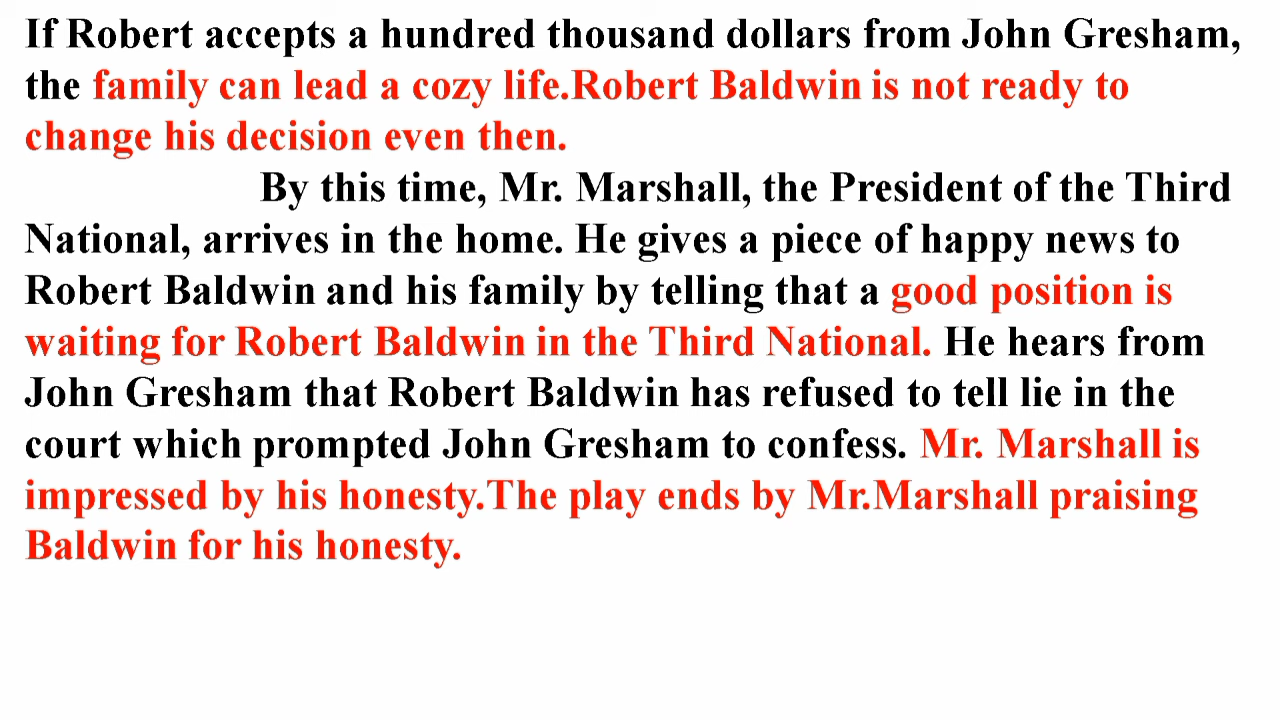 If Robert accepts a hundred thousand dollars from John Gresham,
the family can lead a cozy life.Robert Baldwin is not ready to
change his decision even then.
By this time, Mr. Marshall, the President of the Third
National, arrives in the home. He gives a piece of happy news to
Robert Baldwin and his family by telling that a good position is
waiting for Robert Baldwin in the Third National. He hears from
John Gresham that Robert Baldwin has refused to tell lie in the
court which prompted John Gresham to confess. Mr. Marshall is
impressed by his honesty.The play ends by Mr.Marshall praising
Baldwin for his honesty.